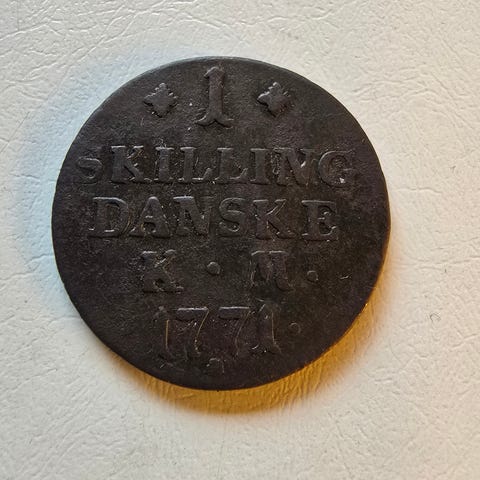 1
SKILLING
DANSKE
K · M ·
1771 ·